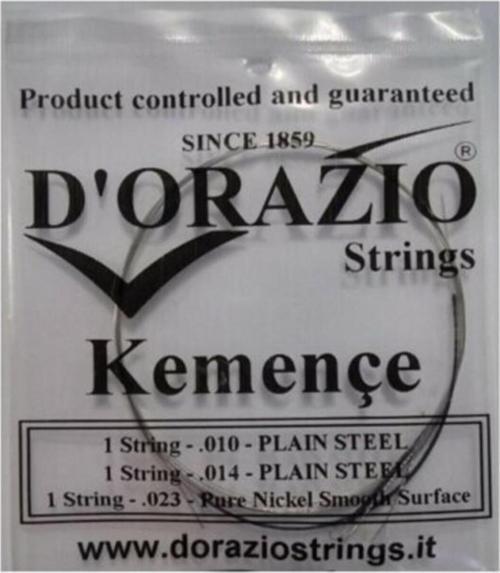 Product controlled and guaranteed
SINCE 1859
D'ORAZIO ®
Strings
Kemençe
1 String - .010 - PLAIN STEEL
1 String - .014 - PLAIN STEEL
1 String - .023 - Pure Nickel Smooth Surface
www.doraziostrings.it